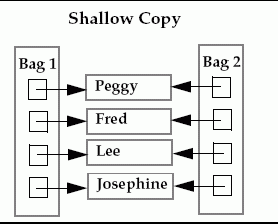 Shallow Copy
Bag 1
Bag 2
Peggy
Fred
Lee
Josephine